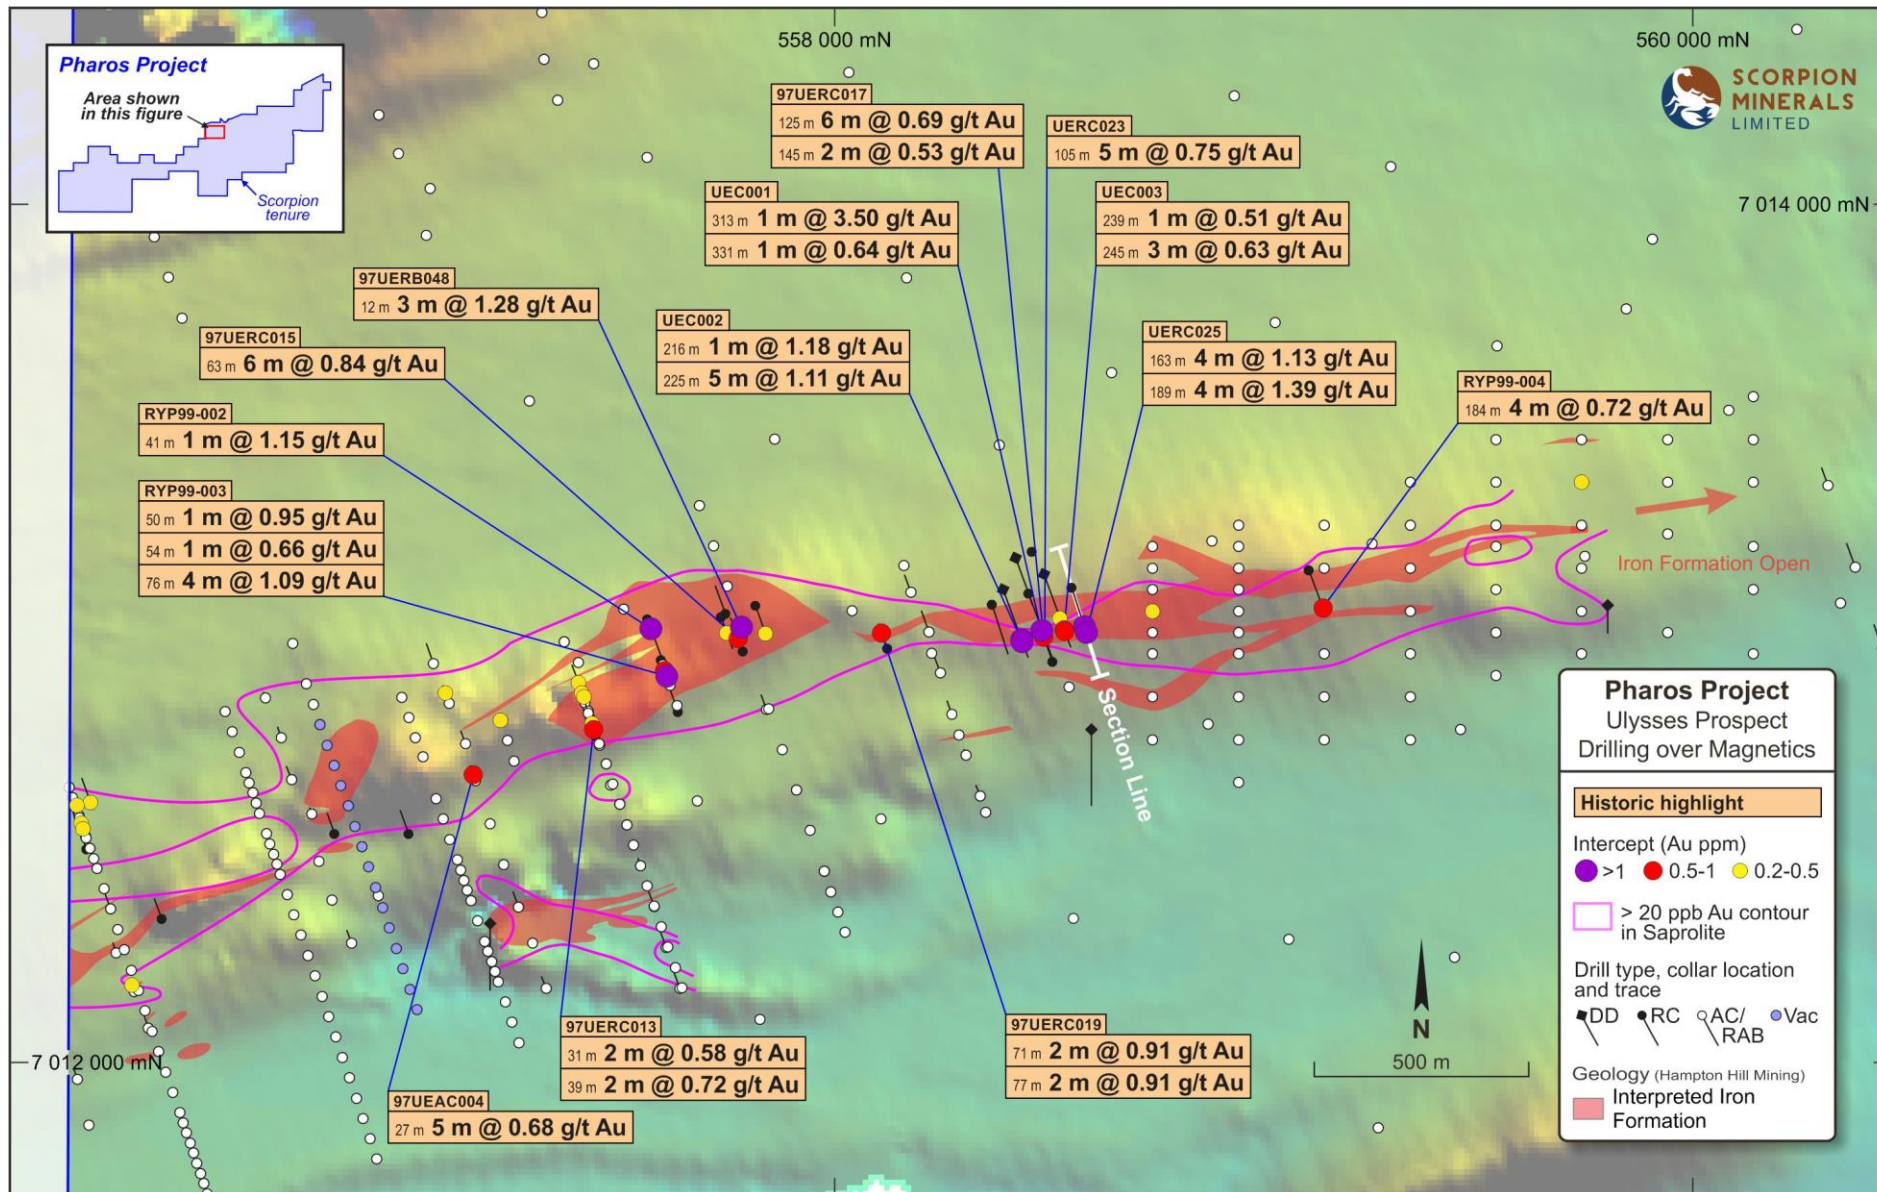 Pharos Project
Area shown
in this figure
Scorpion
tenure
558 000 mN
560 000 mN
SCORPION
MINERALS
LIMITED
7 014 000 mN
97UERC017
125 m 6 m @ 0.69 g/t Au
145 m 2 m @ 0.53 g/t Au
UERC023
105 m 5 m @ 0.75 g/t Au
UEC001
313 m 1 m @ 3.50 g/t Au
331 m 1 m @ 0.64 g/t Au
UEC003
239 m 1 m @ 0.51 g/t Au
245 m 3 m @ 0.63 g/t Au
97UERB048
12 m 3 m @ 1.28 g/t Au
97UERC015
63 m 6 m @ 0.84 g/t Au
UEC002
216 m 1 m @ 1.18 g/t Au
225 m 5 m @ 1.11 g/t Au
UERC025
163 m 4 m @ 1.13 g/t Au
189 m 4 m @ 1.39 g/t Au
RYP99-004
184 m 4 m @ 0.72 g/t Au
RYP99-002
41 m 1 m @ 1.15 g/t Au
RYP99-003
50 m 1 m @ 0.95 g/t Au
54 m 1 m @ 0.66 g/t Au
76 m 4 m @ 1.09 g/t Au
Iron Formation Open
Section Line
97UERC013
31 m 2 m @ 0.58 g/t Au
39 m 2 m @ 0.72 g/t Au
97UERC019
71 m 2 m @ 0.91 g/t Au
77 m 2 m @ 0.91 g/t Au
97UEAC004
27 m 5 m @ 0.68 g/t Au
7 012 000 mN
N
500 m
Pharos Project
Ulysses Prospect
Drilling over Magnetics
Historic highlight
Intercept (Au ppm)
>1 0.5-1 0.2-0.5
> 20 ppb Au contour
in Saprolite
Drill type, collar location
and trace
DD RC AC/ Vac
RAB
Geology (Hampton Hill Mining)
Interpreted Iron
Formation